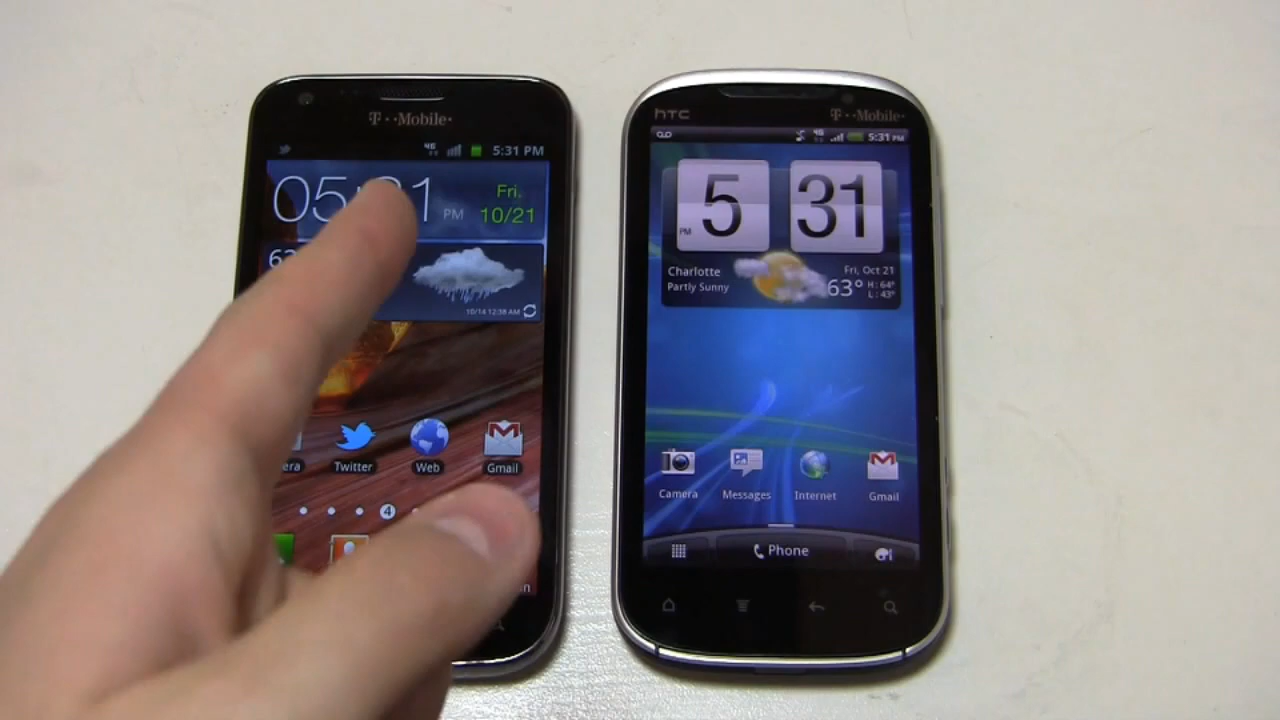 T··Mobile·
4G 5:31 PM
PM
Fri.
10/21
10/14 12:38 AM
Twitter
Web
Gmail
4
hTC
T··Mobile·
4G 5:31 PM
5
31
PM
Charlotte
Fri, Oct 21
Partly Sunny
63°
H: 64°
L: 43°
Camera
Messages
Internet
Gmail
Phone